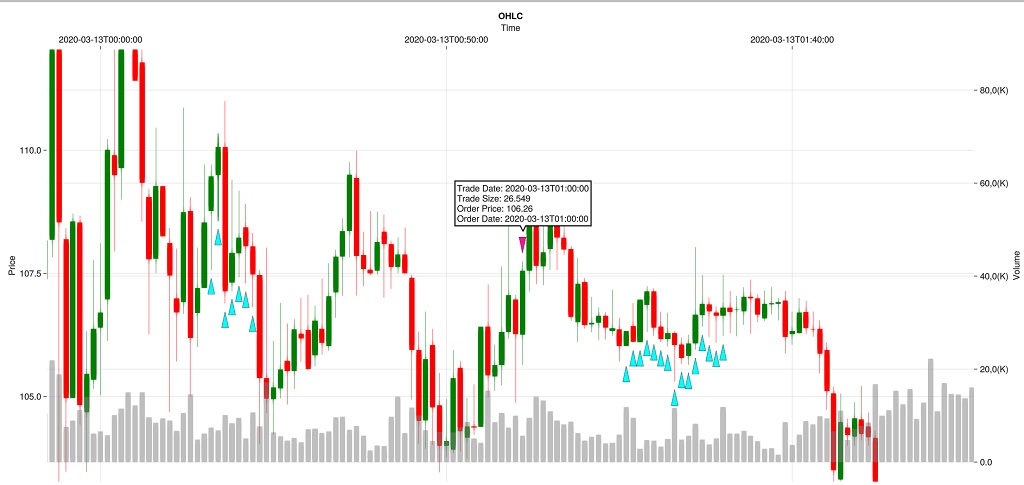 OHLC
Time
2020-03-13T00:00:00
2020-03-13T00:50:00
2020-03-13T01:40:00
80,0(K)
110.0
60,0(K)
Trade Date: 2020-03-13T01:00:00
Trade Size: 26.549
Order Price: 106.26
Order Date: 2020-03-13T01:00:00
Price
Volume
107.5
40,0(K)
20,0(K)
105.0
0.0